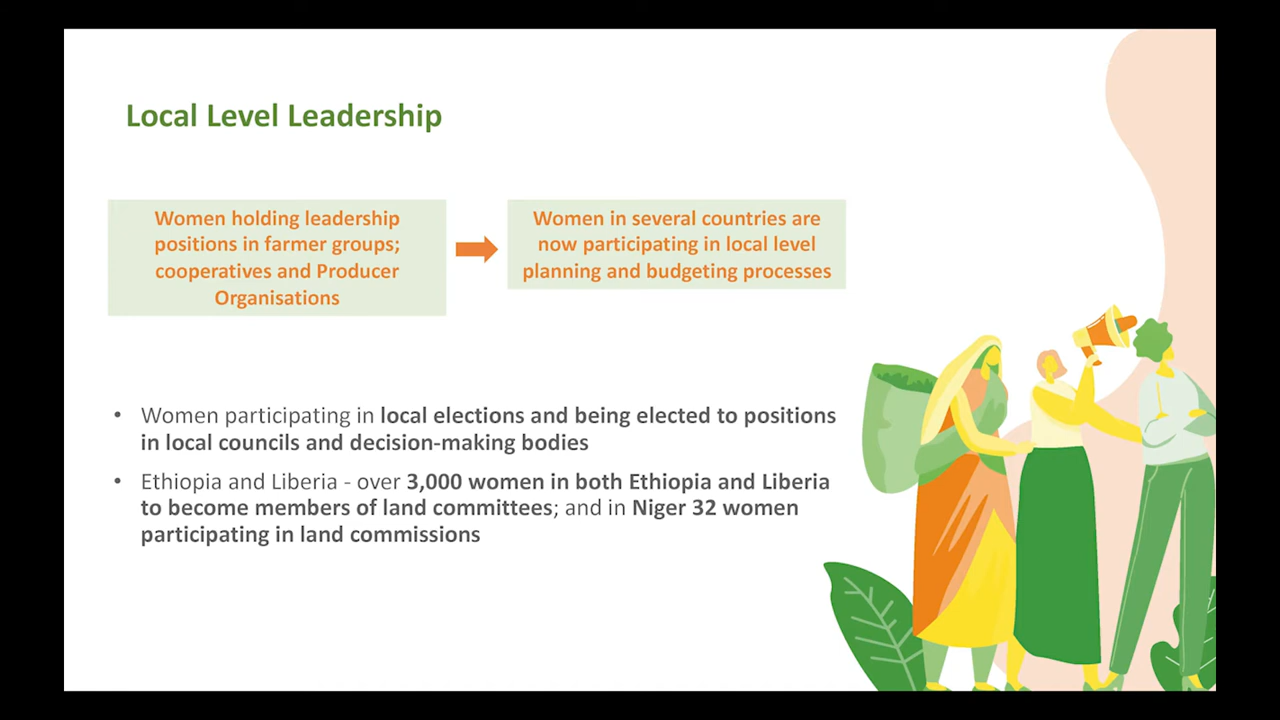 Local Level Leadership
Women holding leadership
positions in farmer groups;
cooperatives and Producer
Organisations
Women in several countries are
now participating in local level
planning and budgeting processes
• Women participating in local elections and being elected to positions
in local councils and decision-making bodies
• Ethiopia and Liberia - over 3,000 women in both Ethiopia and Liberia
to become members of land committees; and in Niger 32 women
participating in land commissions